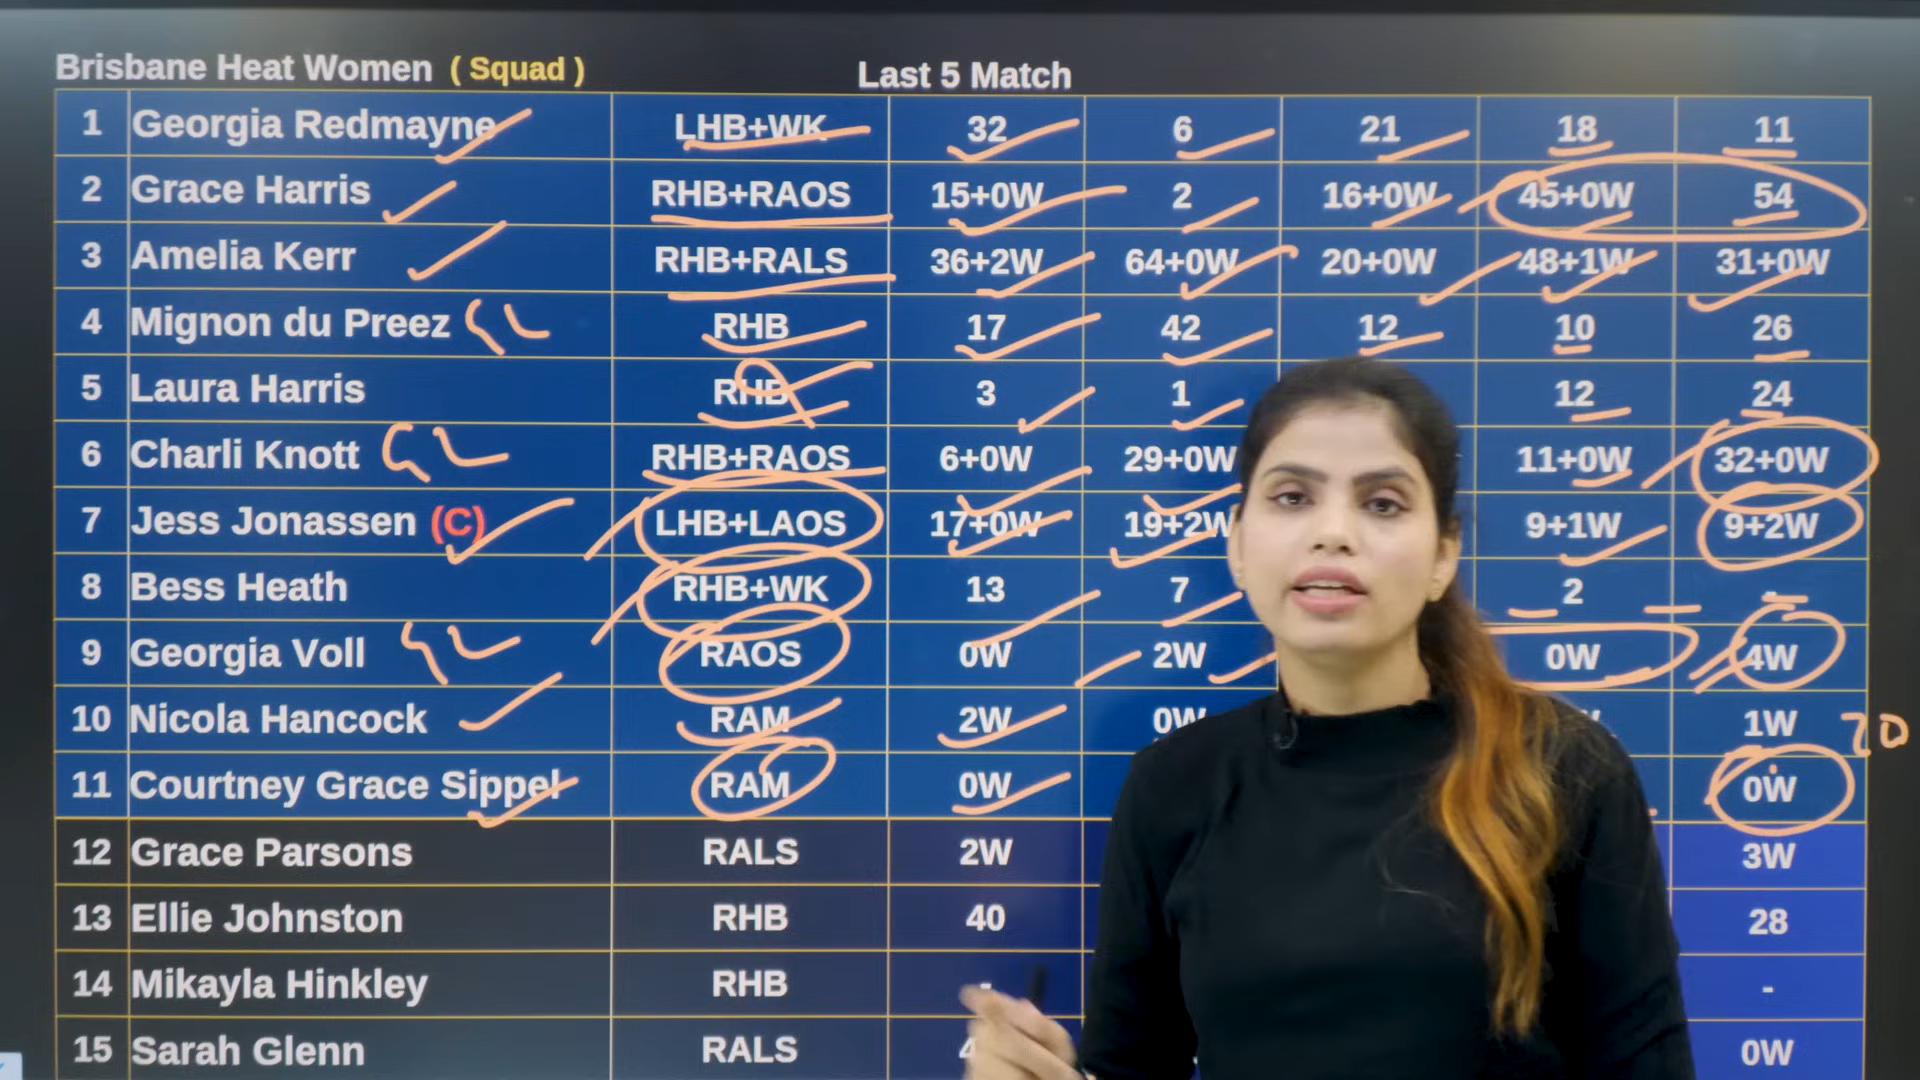 Brisbane Heat Women ( Squad ) Last 5 Match
1 Georgia Redmayne LHB+WK 32 6 21 18 11
2 Grace Harris RHB+RAOS 15+0W 2 16+0W 45+0W 54
3 Amelia Kerr RHB+RALS 36+2W 64+0W 20+0W 48+1W 31+0W
4 Mignon du Preez GL RHB 17 42 12 10 26
5 Laura Harris RHB 3 1 12 24
6 Charli Knott GL RHB+RAOS 6+0W 29+0W 11+0W 32+0W
7 Jess Jonassen (C) LHB+LAOS 17+0W 19+2W 9+1W 9+2W
8 Bess Heath RHB+WK 13 7 2 -
9 Georgia Voll GL RAOS 0W 2W 0W 4W
10 Nicola Hancock RAM 2W 0W 1W
11 Courtney Grace Sippel RAM 0W 0W
12 Grace Parsons RALS 2W 3W
13 Ellie Johnston RHB 40 28
14 Mikayla Hinkley RHB - -
15 Sarah Glenn RALS 0W